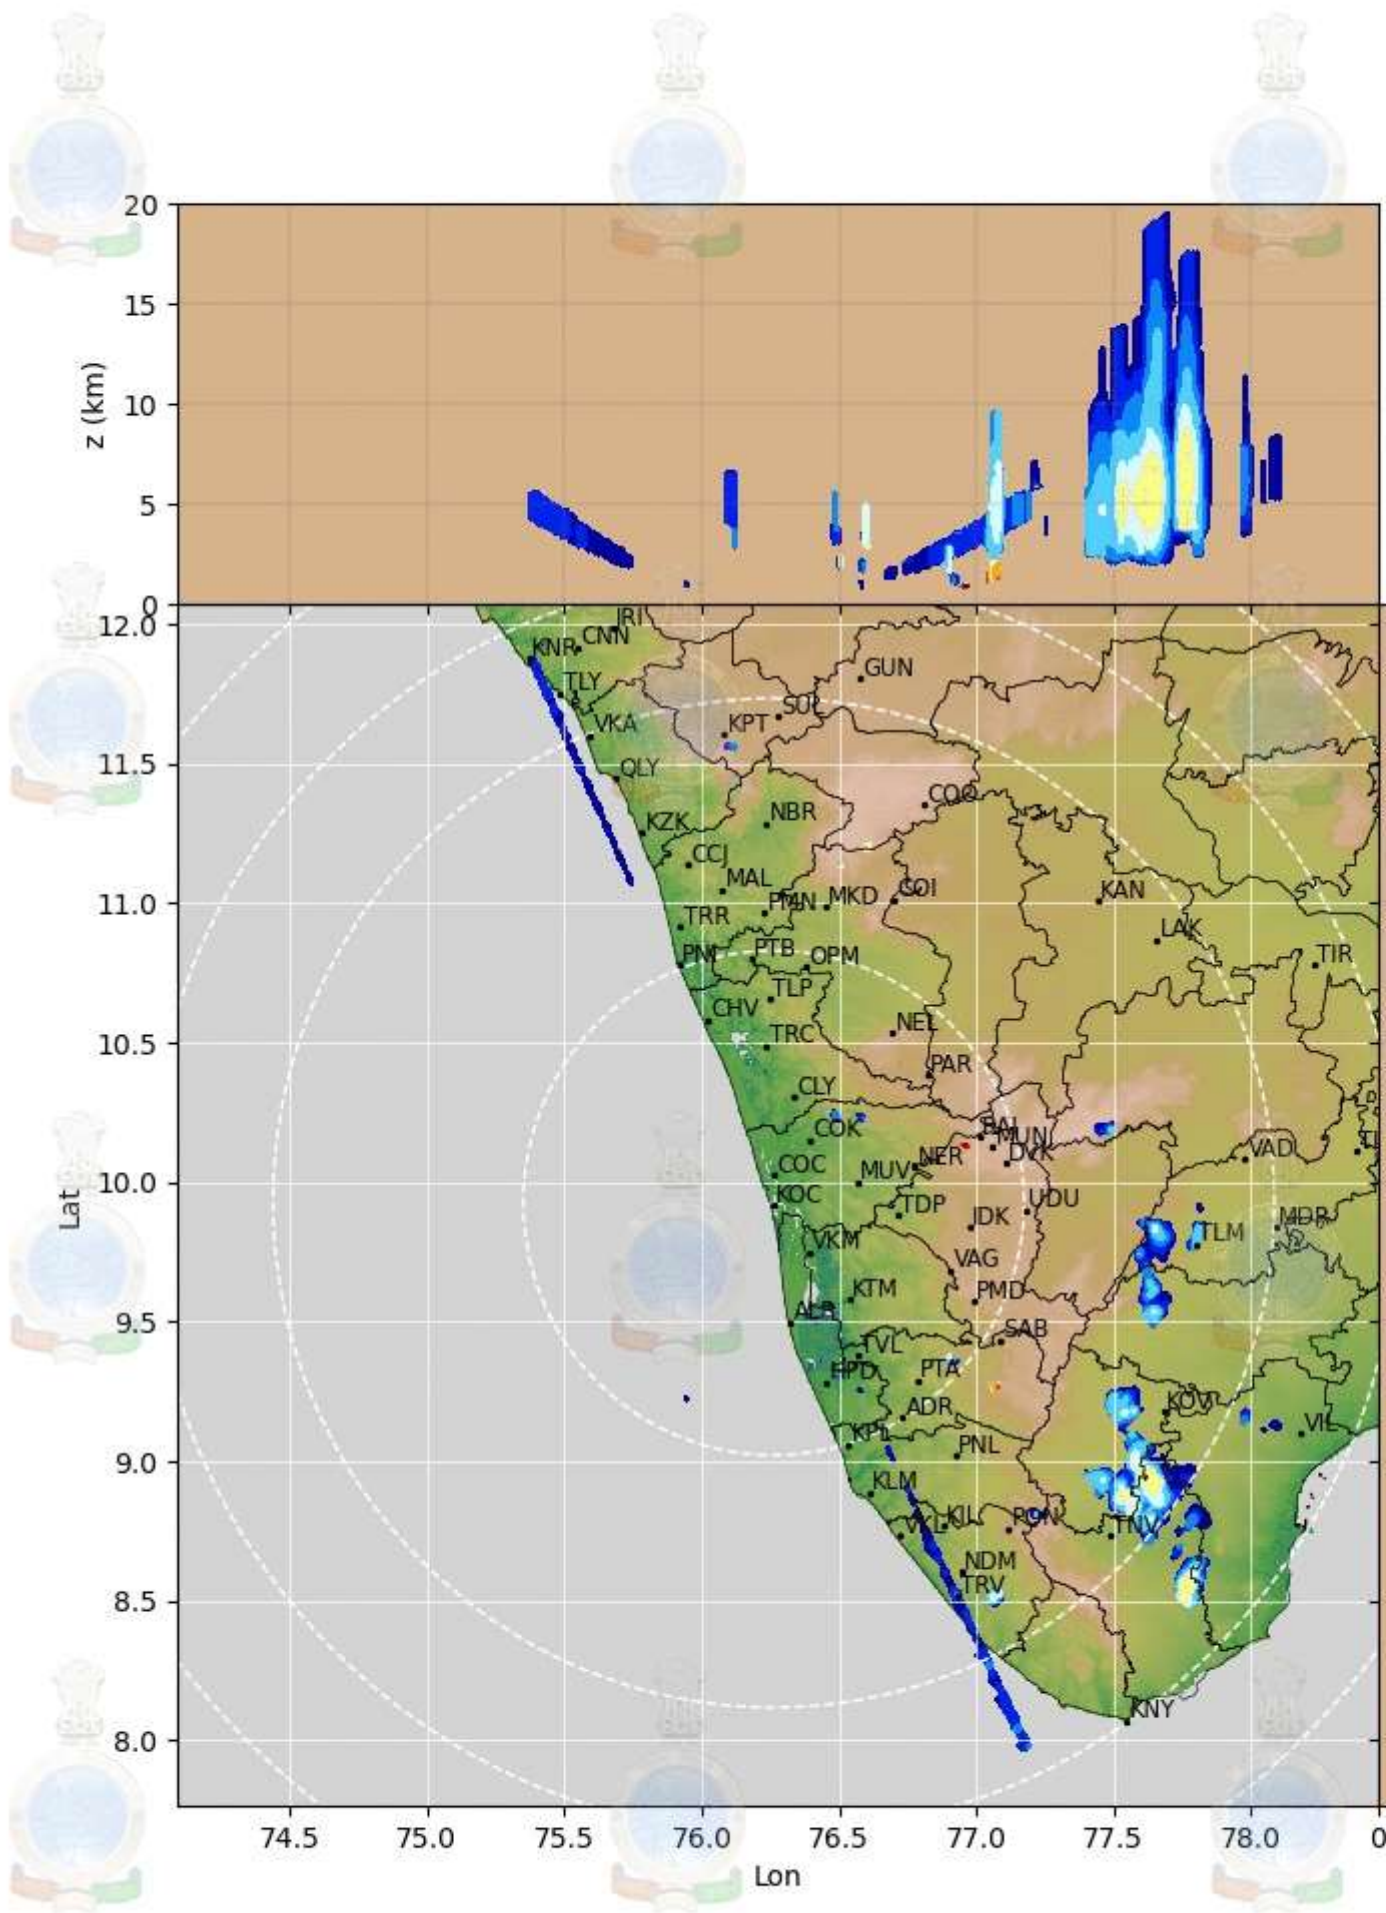 20
15
10
5
0
z (km)
12.0
11.5
11.0
10.5
10.0
9.5
9.0
8.5
8.0
Lat
IRI
CNN
KNR
TLY
GUN
SUL
VKA
KPT
QLY
COO
NBR
KZK
CCJ
MAL
PMN
MKD
KAN
TRR
LAK
PTB
OPM
TIR
TLP
CHV
NEL
TRC
PAR
CLY
COK
MUN
DVK
VAD
COC
MUV
NER
KOC
TDP
UDU
IDK
MDR
TLM
VKM
VAG
KTM
PMD
ALP
SAB
TVL
HPD
PTA
ADR
KOV
VIL
KPL
PNL
KLM
KIL
PON
TNV
NDM
TRV
KNY
74.5
75.0
75.5
76.0
76.5
77.0
77.5
78.0
0
Lon